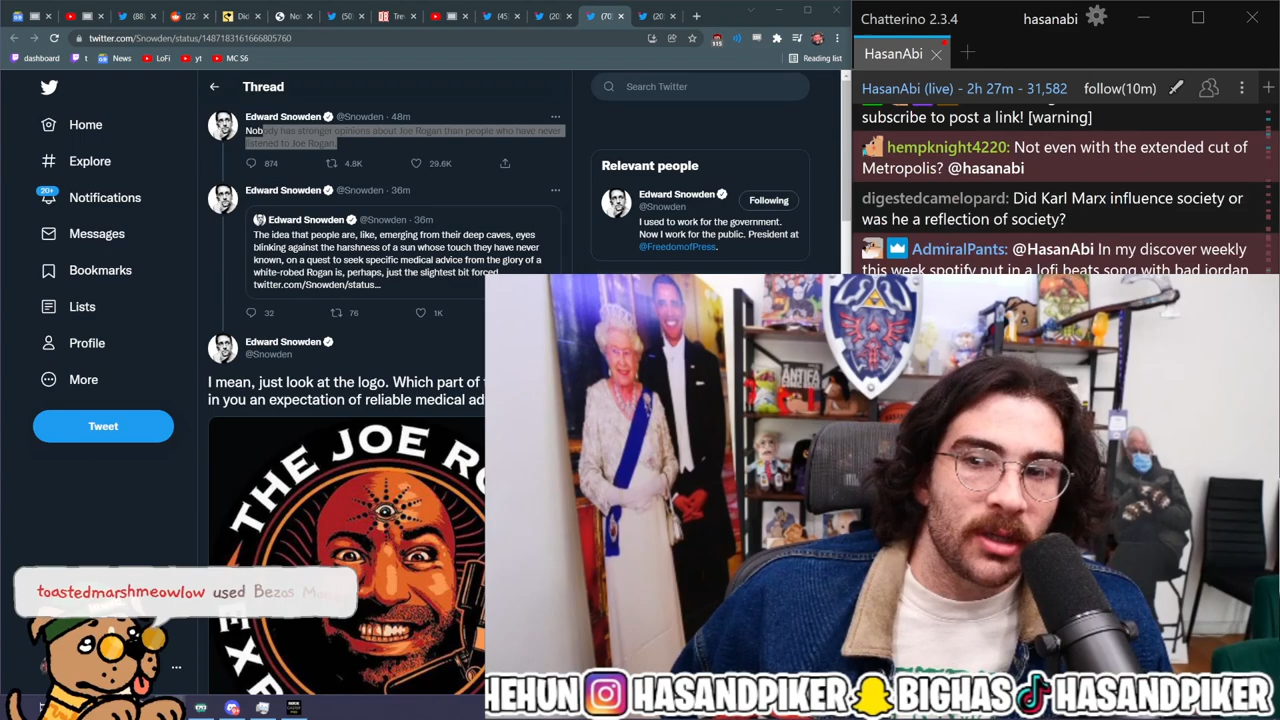 twitter.com/Snowden/status/1487183161666805760
dashboard
t
News
LoFi
yt
MC S6
Reading list
Home
Explore
20+
Notifications
Messages
Bookmarks
Lists
Profile
More
Tweet
Thread
Edward Snowden @Snowden · 48m
Nobody has stronger opinions about Joe Rogan than people who have never
listened to Joe Rogan.
874 4.8K 29.6K
Edward Snowden @Snowden · 36m
Edward Snowden @Snowden · 36m
The idea that people are, like, emerging from their deep caves, eyes
blinking against the harshness of a sun whose touch they have never
known, on a quest to seek specific medical advice from the glory of a
white-robed Rogan is, perhaps, just the slightest bit forced
twitter.com/Snowden/status...
32 76 1K
Edward Snowden
@Snowden
I mean, just look at the logo. Which part of
in you an expectation of reliable medical ad
THE JOE RO
EX
Search Twitter
Relevant people
Edward Snowden
@Snowden
Following
I used to work for the government.
Now I work for the public. President at
@FreedomofPress.
Chatterino 2.3.4
hasanabi
HasanAbi
HasanAbi (live) - 2h 27m - 31,582
follow(10m)
subscribe to post a link! [warning]
hempknight4220: Not even with the extended cut of
Metropolis? @hasanabi
digestedcamelopard: Did Karl Marx influence society or
was he a reflection of society?
AdmiralPants: @HasanAbi In my discover weekly
this week spotify put in a lofi beats song with bad jordan
ANTIFA
toastedmarshmeowlow used Bezos M
HEHUN HASANDPIKER BIGHAS HASANDPIKER